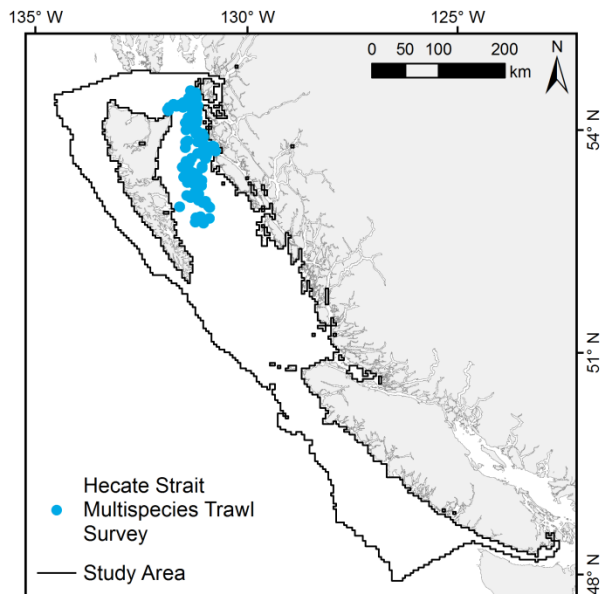 135° W
130° W
125° W
0 50 100 200
km
N
54° N
51° N
48° N
Hecate Strait
Multispecies Trawl
Survey
Study Area